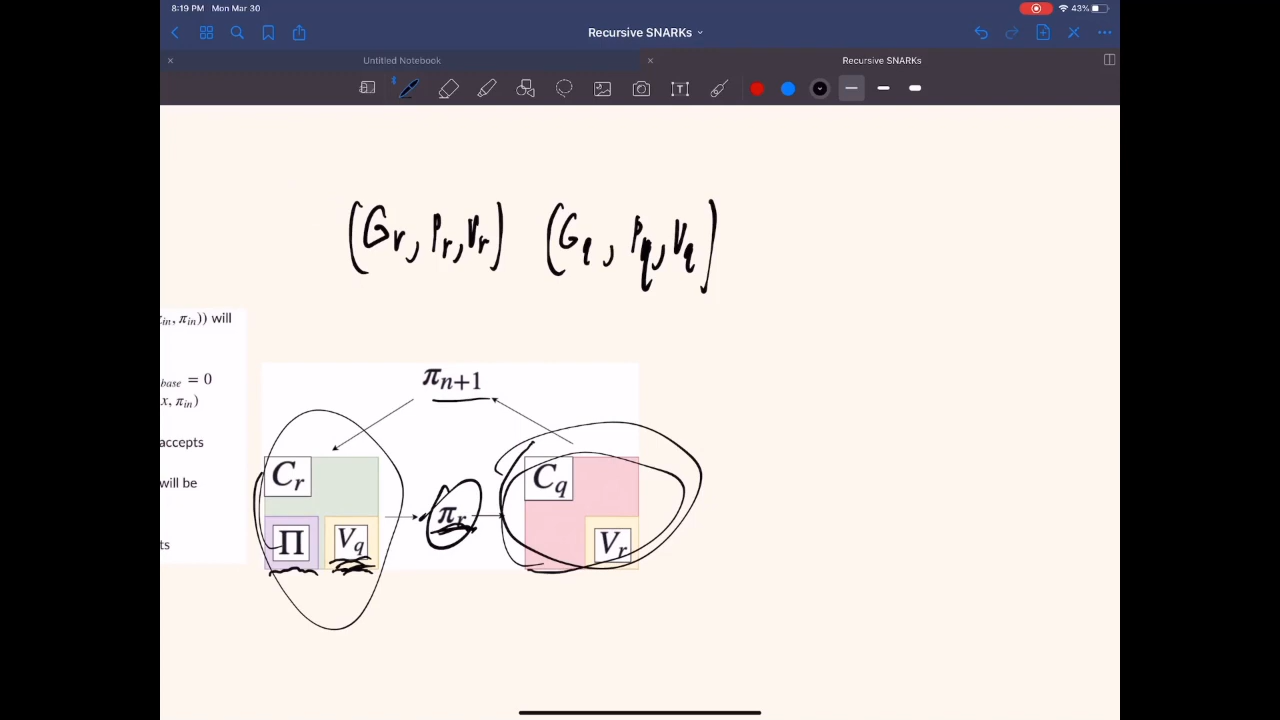 8:19 PM Mon Mar 30
43%
Recursive SNARKs
Untitled Notebook
Recursive SNARKs
T
(Gr, Pr, Vr) (Gq, Pq, Vq)
in, πin)) will
base = 0
x, πin)
accepts
will be
ts
πn+1
Cr
Π Vq
πr
Cq
Vr